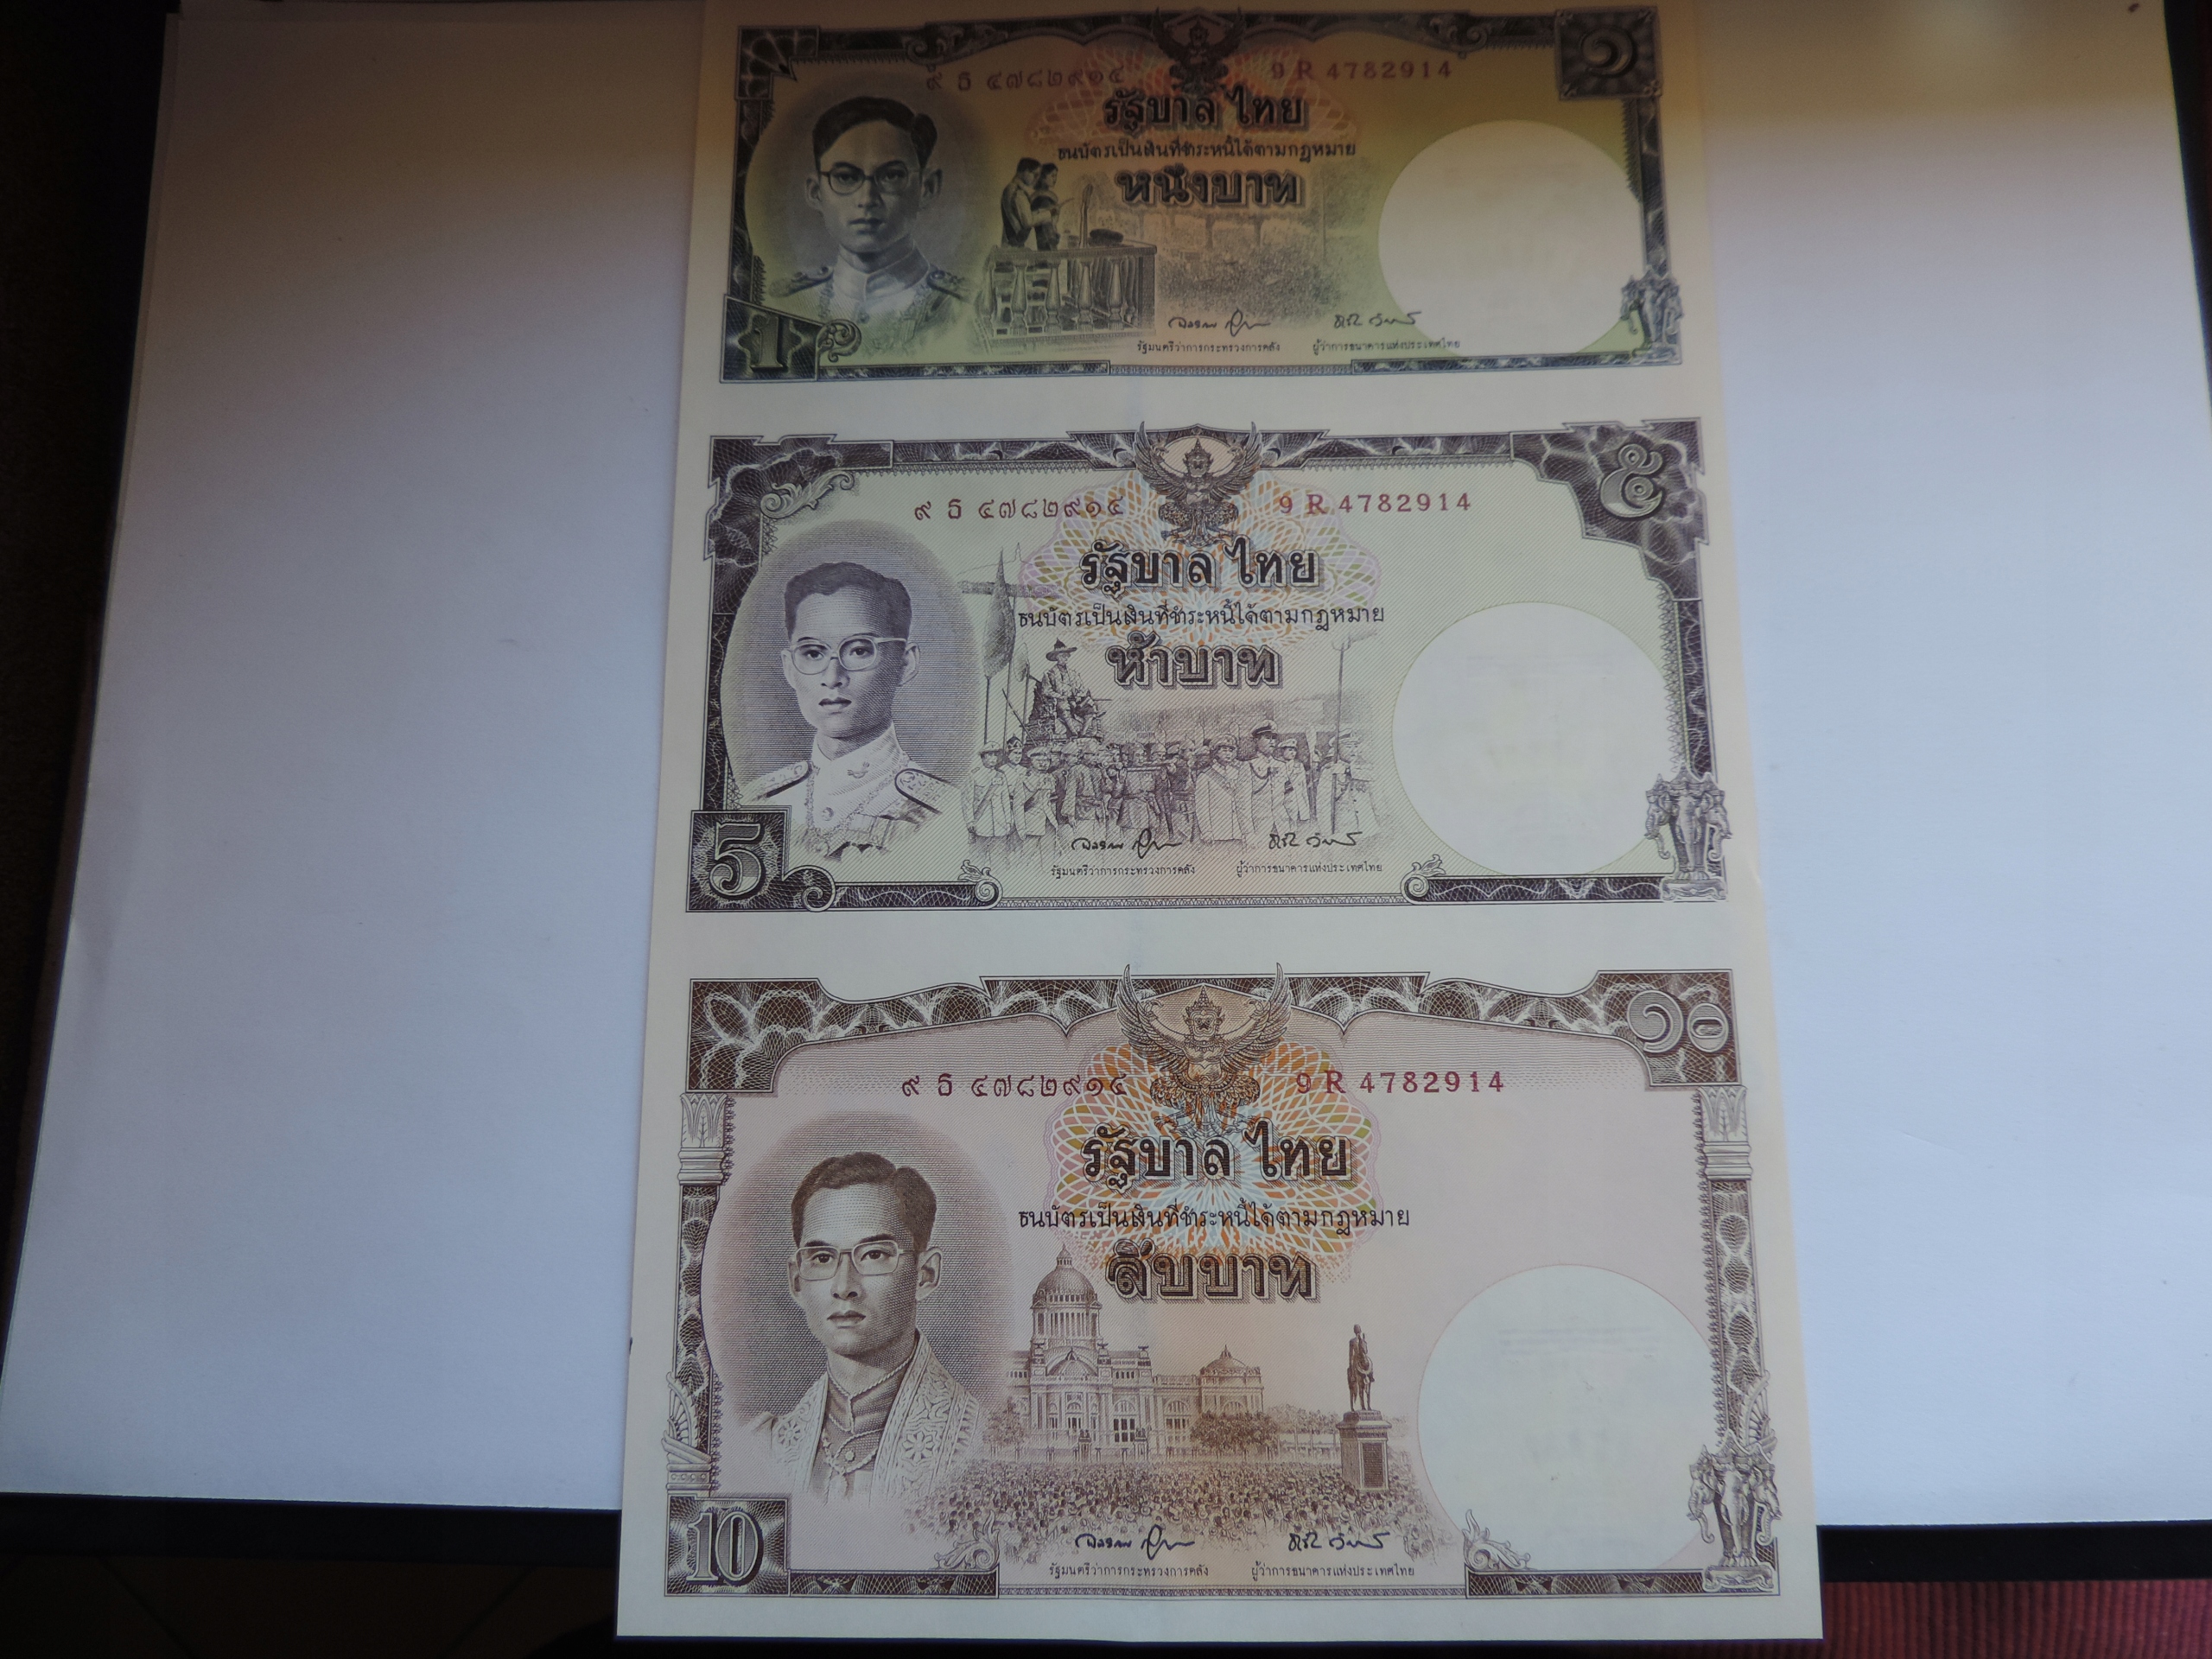 ๑
๙ ธ ๔๗๘๒๙๑๔ 9 R 4782914
รัฐบาล ไทย
ธนบัตรเป็นเงินที่ชำระหนี้ได้ตามกฎหมาย
หนึ่งบาท
รัฐมนตรีว่าการกระทรวงการคลัง ผู้ว่าการธนาคารแห่งประเทศไทย
1
๕
๙ ธ ๔๗๘๒๙๑๔ 9 R 4782914
รัฐบาล ไทย
ธนบัตรเป็นเงินที่ชำระหนี้ได้ตามกฎหมาย
ห้าบาท
รัฐมนตรีว่าการกระทรวงการคลัง ผู้ว่าการธนาคารแห่งประเทศไทย
5
๑๐
๙ ธ ๔๗๘๒๙๑๔ 9 R 4782914
รัฐบาล ไทย
ธนบัตรเป็นเงินที่ชำระหนี้ได้ตามกฎหมาย
สิบบาท
รัฐมนตรีว่าการกระทรวงการคลัง ผู้ว่าการธนาคารแห่งประเทศไทย
10